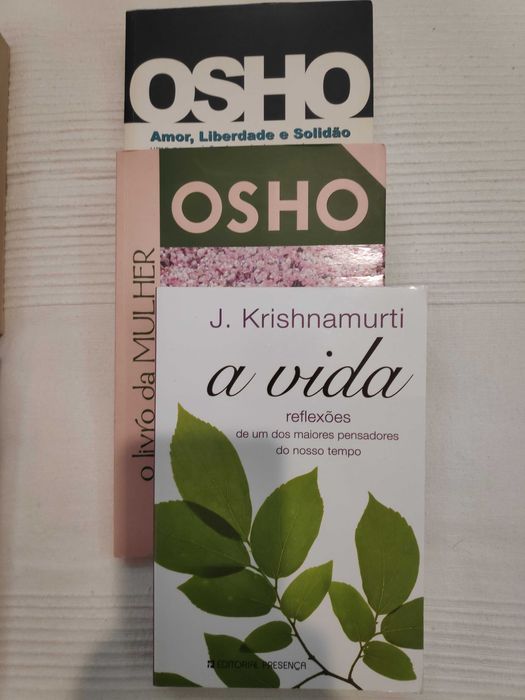 OSHO
Amor, Liberdade e Solidão
OSHO
o livro da MULHER
J. Krishnamurti
a vida
reflexões
de um dos maiores pensadores
do nosso tempo
EDITORIAL PRESENÇA